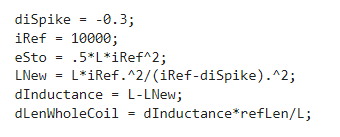 diSpike = -0.3;
iRef = 10000;
eSto = .5*L*iRef^2;
LNew = L*iRef.^2/(iRef-diSpike).^2;
dInductance = L-LNew;
dLenWholeCoil = dInductance*refLen/L;